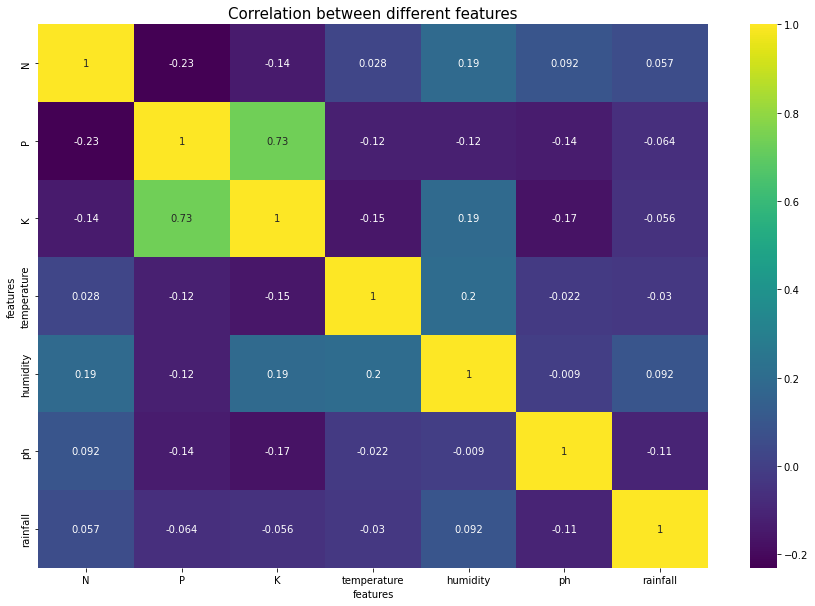 Correlation between different features
N 1 -0.23 -0.14 0.028 0.19 0.092 0.057
P -0.23 1 0.73 -0.12 -0.12 -0.14 -0.064
K -0.14 0.73 1 -0.15 0.19 -0.17 -0.056
temperature 0.028 -0.12 -0.15 1 0.2 -0.022 -0.03
humidity 0.19 -0.12 0.19 0.2 1 -0.009 0.092
ph 0.092 -0.14 -0.17 -0.022 -0.009 1 -0.11
rainfall 0.057 -0.064 -0.056 -0.03 0.092 -0.11 1
features
N P K temperature humidity ph rainfall
features
1.0
0.8
0.6
0.4
0.2
0.0
−0.2